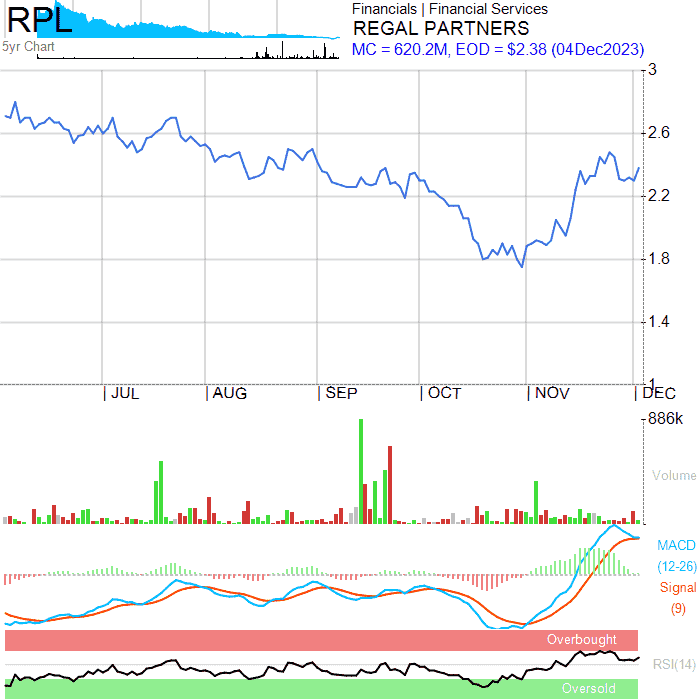 RPL
5yr Chart
Financials | Financial Services
REGAL PARTNERS
MC = 620.2M, EOD = $2.38 (04Dec2023)
3
2.6
2.2
1.8
1.4
1
JUL AUG SEP OCT NOV DEC
886k
Volume
MACD
(12-26)
Signal
(9)
Overbought
RSI(14)
Oversold